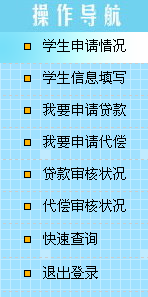 操作导航
学生申请情况
学生信息填写
我要申请贷款
我要申请代偿
贷款审核状况
代偿审核状况
快速查询
退出登录